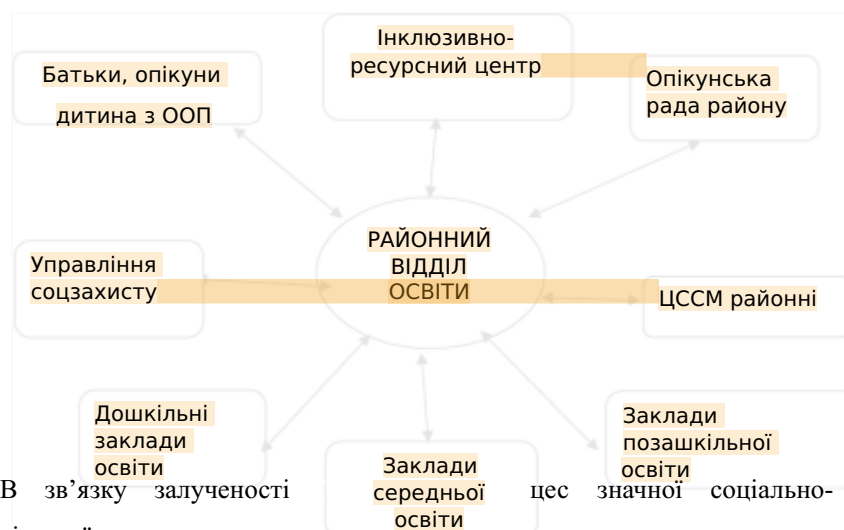 Інклюзивно-
ресурсний центр
Батьки, опікуни
дитина з ООП
Опікунська
рада району
РАЙОННИЙ
ВІДДІЛ
ОСВІТИ
Управління
соцзахисту
ЦССМ районні
Дошкільні
заклади
освіти
Заклади
середньої
освіти
Заклади
позашкільної
освіти
В зв’язку залученості цес значної соціально-